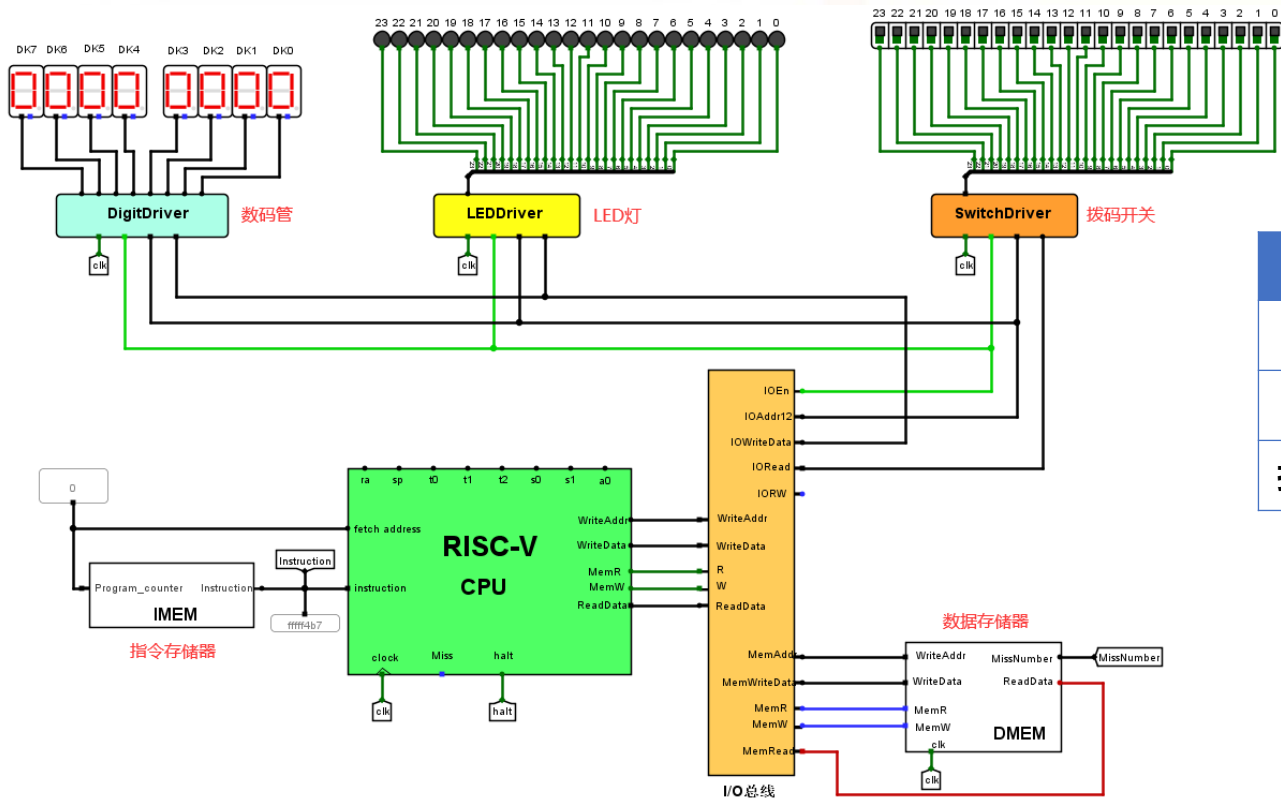 23 22 21 20 19 18 17 16 15 14 13 12 11 10 9 8 7 6 5 4 3 2 1 0
23 22 21 20 19 18 17 16 15 14 13 12 11 10 9 8 7 6 5 4 3 2 1 0
DK7 DK6 DK5 DK4 DK3 DK2 DK1 DK0
DigitDriver
数码管
LEDDriver
LED灯
SwitchDriver
拨码开关
clk
clk
clk
IOEn
IOAddr12
IOWriteData
IORead
IORW
0
ra sp t0 t1 t2 s0 s1 a0
fetch address
RISC-V
CPU
WriteAddr
WriteData
MemR
MemW
ReadData
WriteAddr
WriteData
R
W
ReadData
Instruction
Program_counter Instruction
IMEM
instruction
fffff4b7
指令存储器
clock Miss halt
clk
halt
数据存储器
MemAddr
MemWriteData
MemR
MemW
MemRead
WriteAddr
WriteData
MemR
MemW
MissNumber
ReadData
MissNumber
DMEM
clk
clk
I/O总线